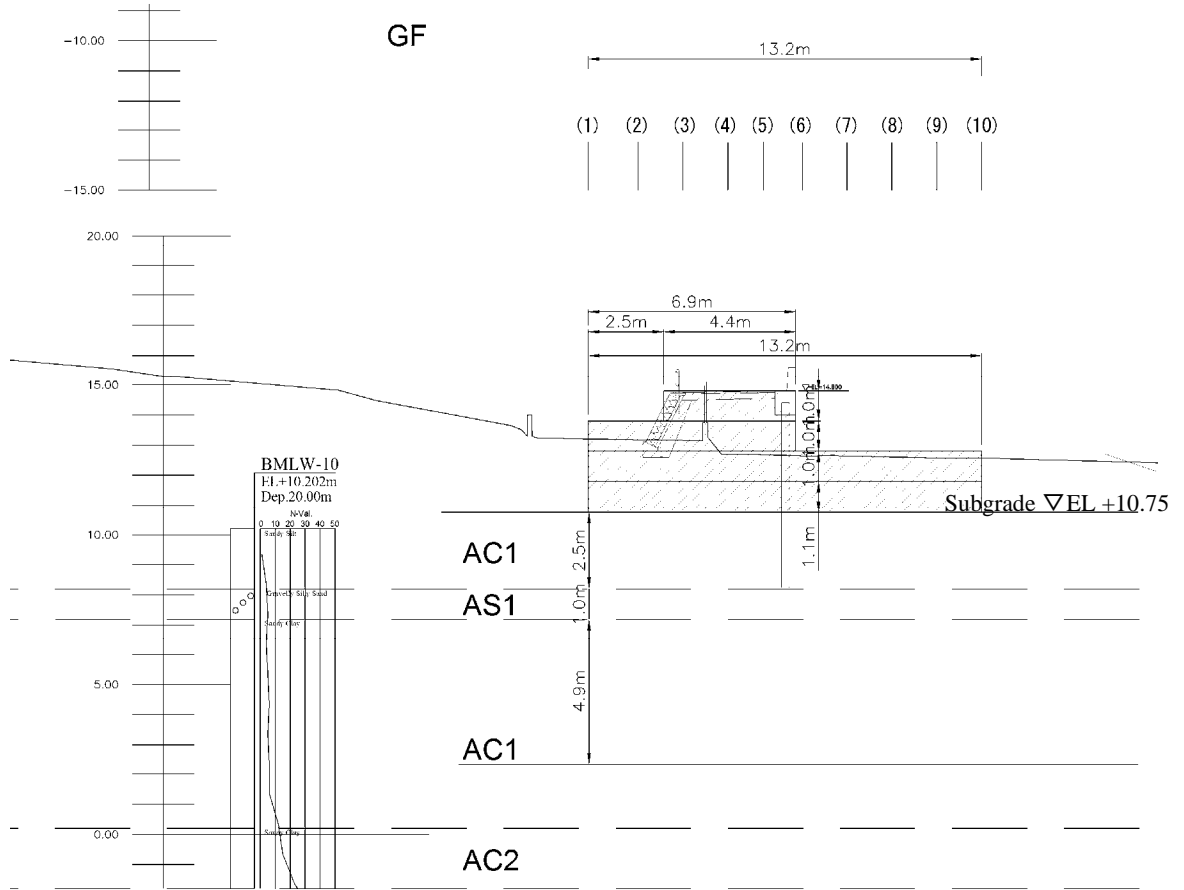 -10.00
GF
13.2m
(1) (2) (3) (4) (5) (6) (7) (8) (9) (10)
-15.00
20.00
6.9m
2.5m 4.4m
13.2m
15.00
EL+14.800
1.0m
1.0m
1.0m
1.1m
BMLW-10
EL+10.202m
Dep.20.00m
N-Val.
0 10 20 30 40 50
Subgrade ▽EL +10.75
10.00
Sandy Silt
AC1
2.5m
Gravelly Silty Sand
AS1
1.0m
Sandy Clay
5.00
4.9m
AC1
0.00
Sandy Clay
AC2